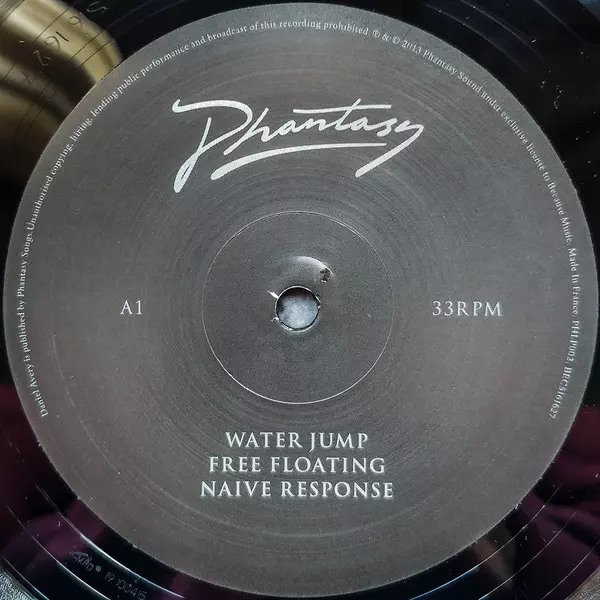 Daniel Avery is published by Phantasy Songs. Unauthorised copying, hiring, lending public performance and broadcast of this recording prohibited ℗ & © 2013 Phantasy Sound under exclusive license to Because Music. Made In France. PHLP002. BEC5161627
Phantasy
A1
33RPM
WATER JUMP
FREE FLOATING
NAIVE RESPONSE